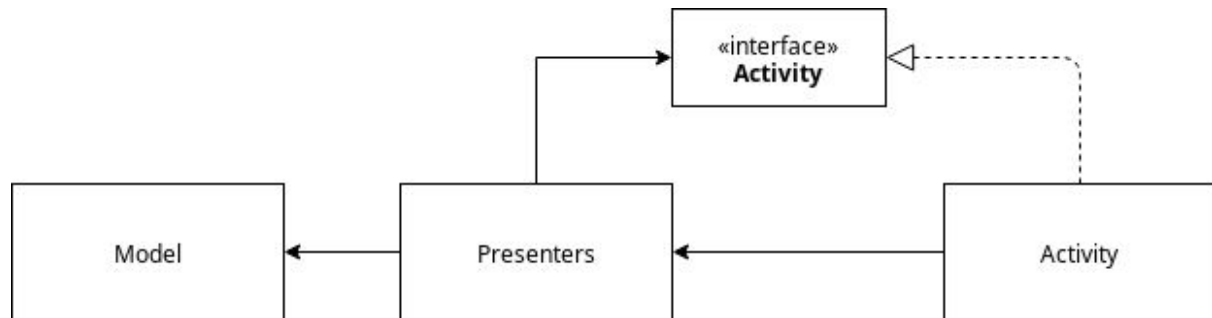 «interface»
Activity
Model
Presenters
Activity